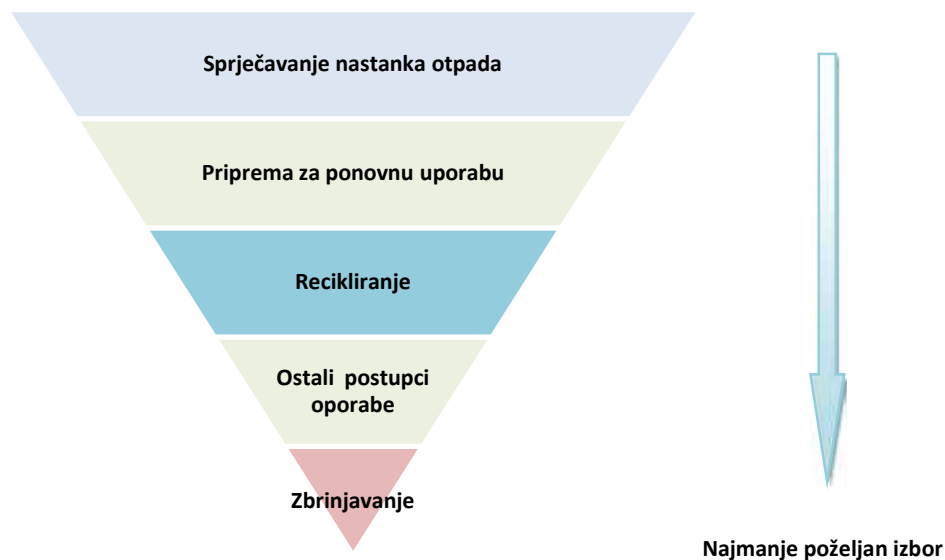 Sprječavanje nastanka otpada
Priprema za ponovnu uporabu
Recikliranje
Ostali postupci
oporabe
Zbrinjavanje
Najmanje poželjan izbor